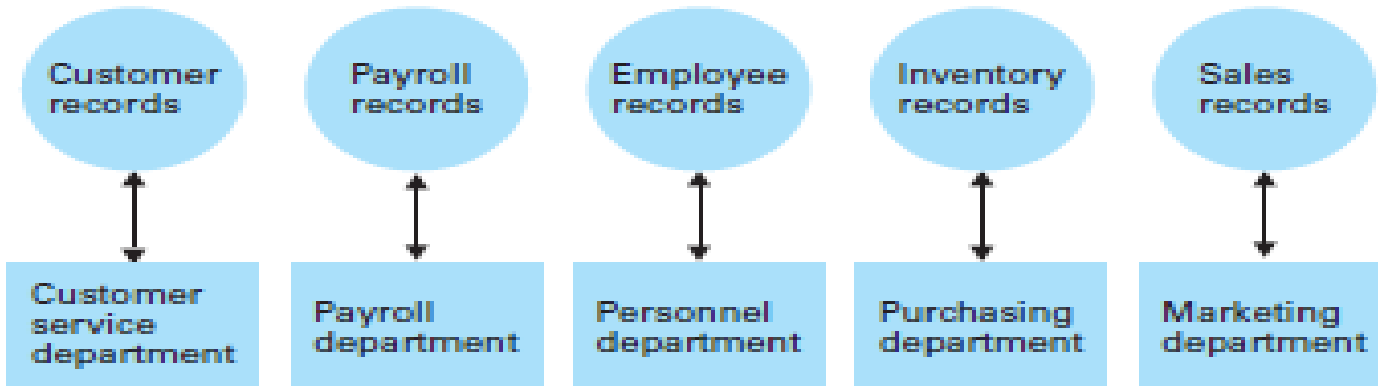 Customer
records
Payroll
records
Employee
records
Inventory
records
Sales
records
Customer
service
department
Payroll
department
Personnel
department
Purchasing
department
Marketing
department